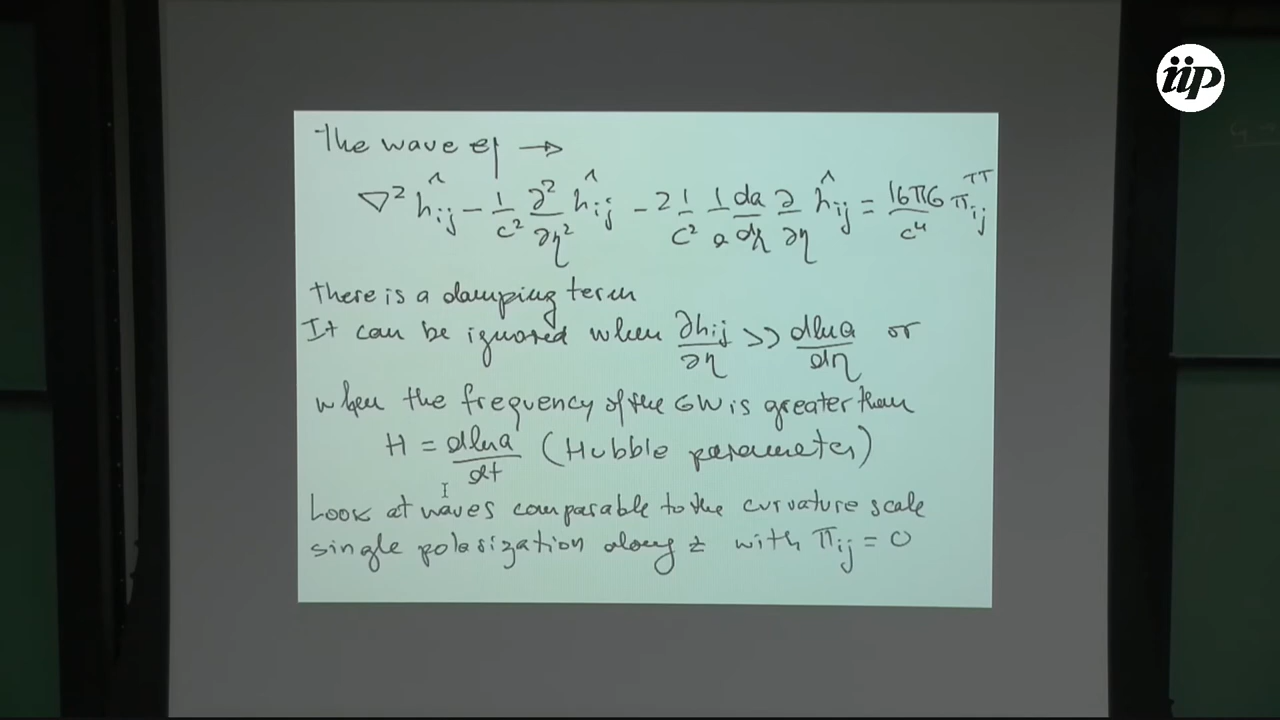 iip
The wave eq →
∇² ĥij − 1/c² ∂²/∂η² ĥij − 2 1/c² 1/a da/dη ∂/∂η ĥij = 16πG/c⁴ πij^TT
there is a damping term
It can be ignored when ∂hij/∂η >> dlna/dη or
when the frequency of the GW is greater than
H = dlna/dt (Hubble parameter)
Look at waves comparable to the curvature scale
single polarization along z with πij = 0